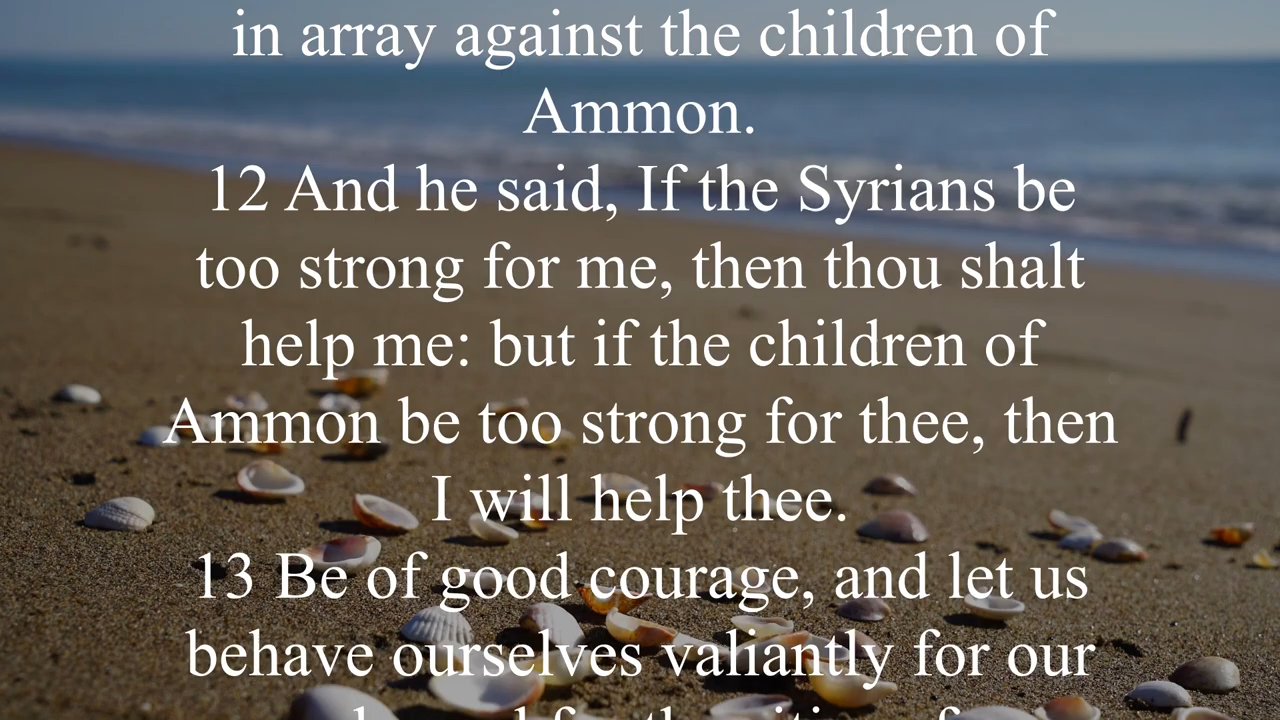 in array against the children of
Ammon.
12 And he said, If the Syrians be
too strong for me, then thou shalt
help me: but if the children of
Ammon be too strong for thee, then
I will help thee.
13 Be of good courage, and let us
behave ourselves valiantly for our